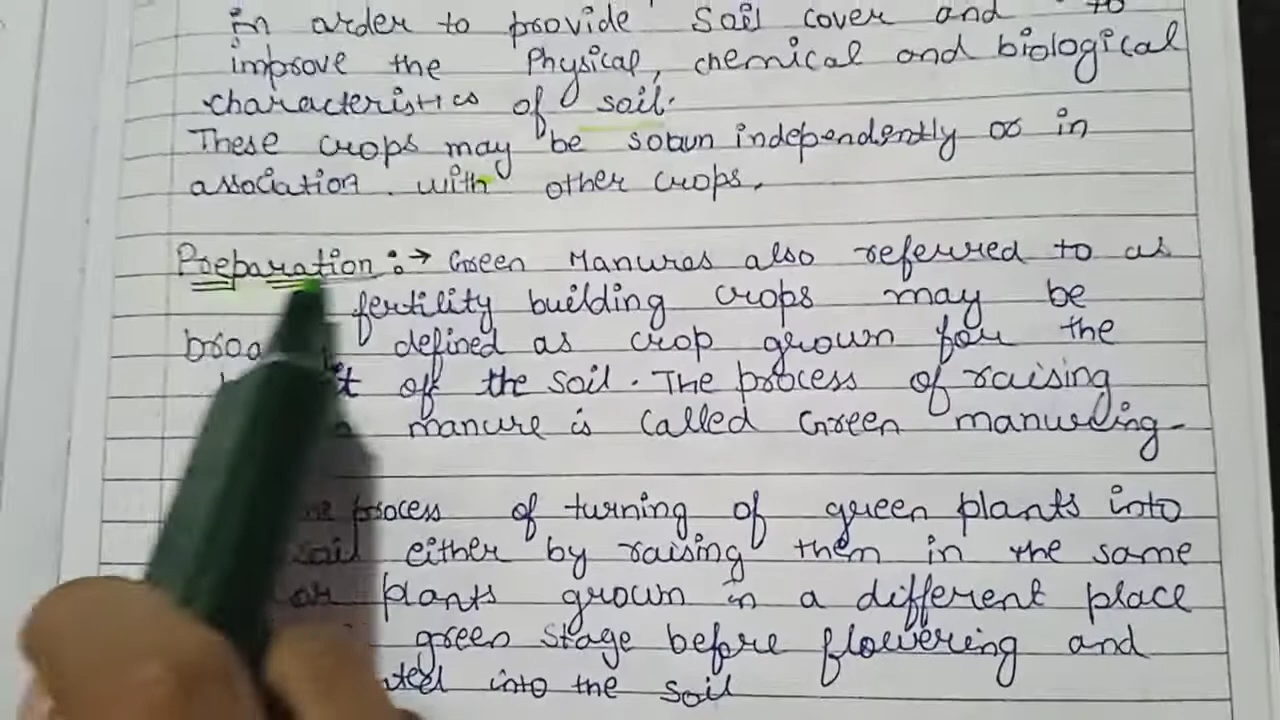 in order to provide soil cover and to
improve the Physical, chemical and biological
characteristics of soil.
These crops may be sown independently or in
association. with other crops.
Preparation :→ Green Manures also referred to as
fertility building crops may be
defined as crop grown for the
of the soil. The process of raising
manure is called Green manuring-
process of turning of green plants into
soil either by raising them in the same
or plants grown in a different place
green stage before flowering and
into the soil